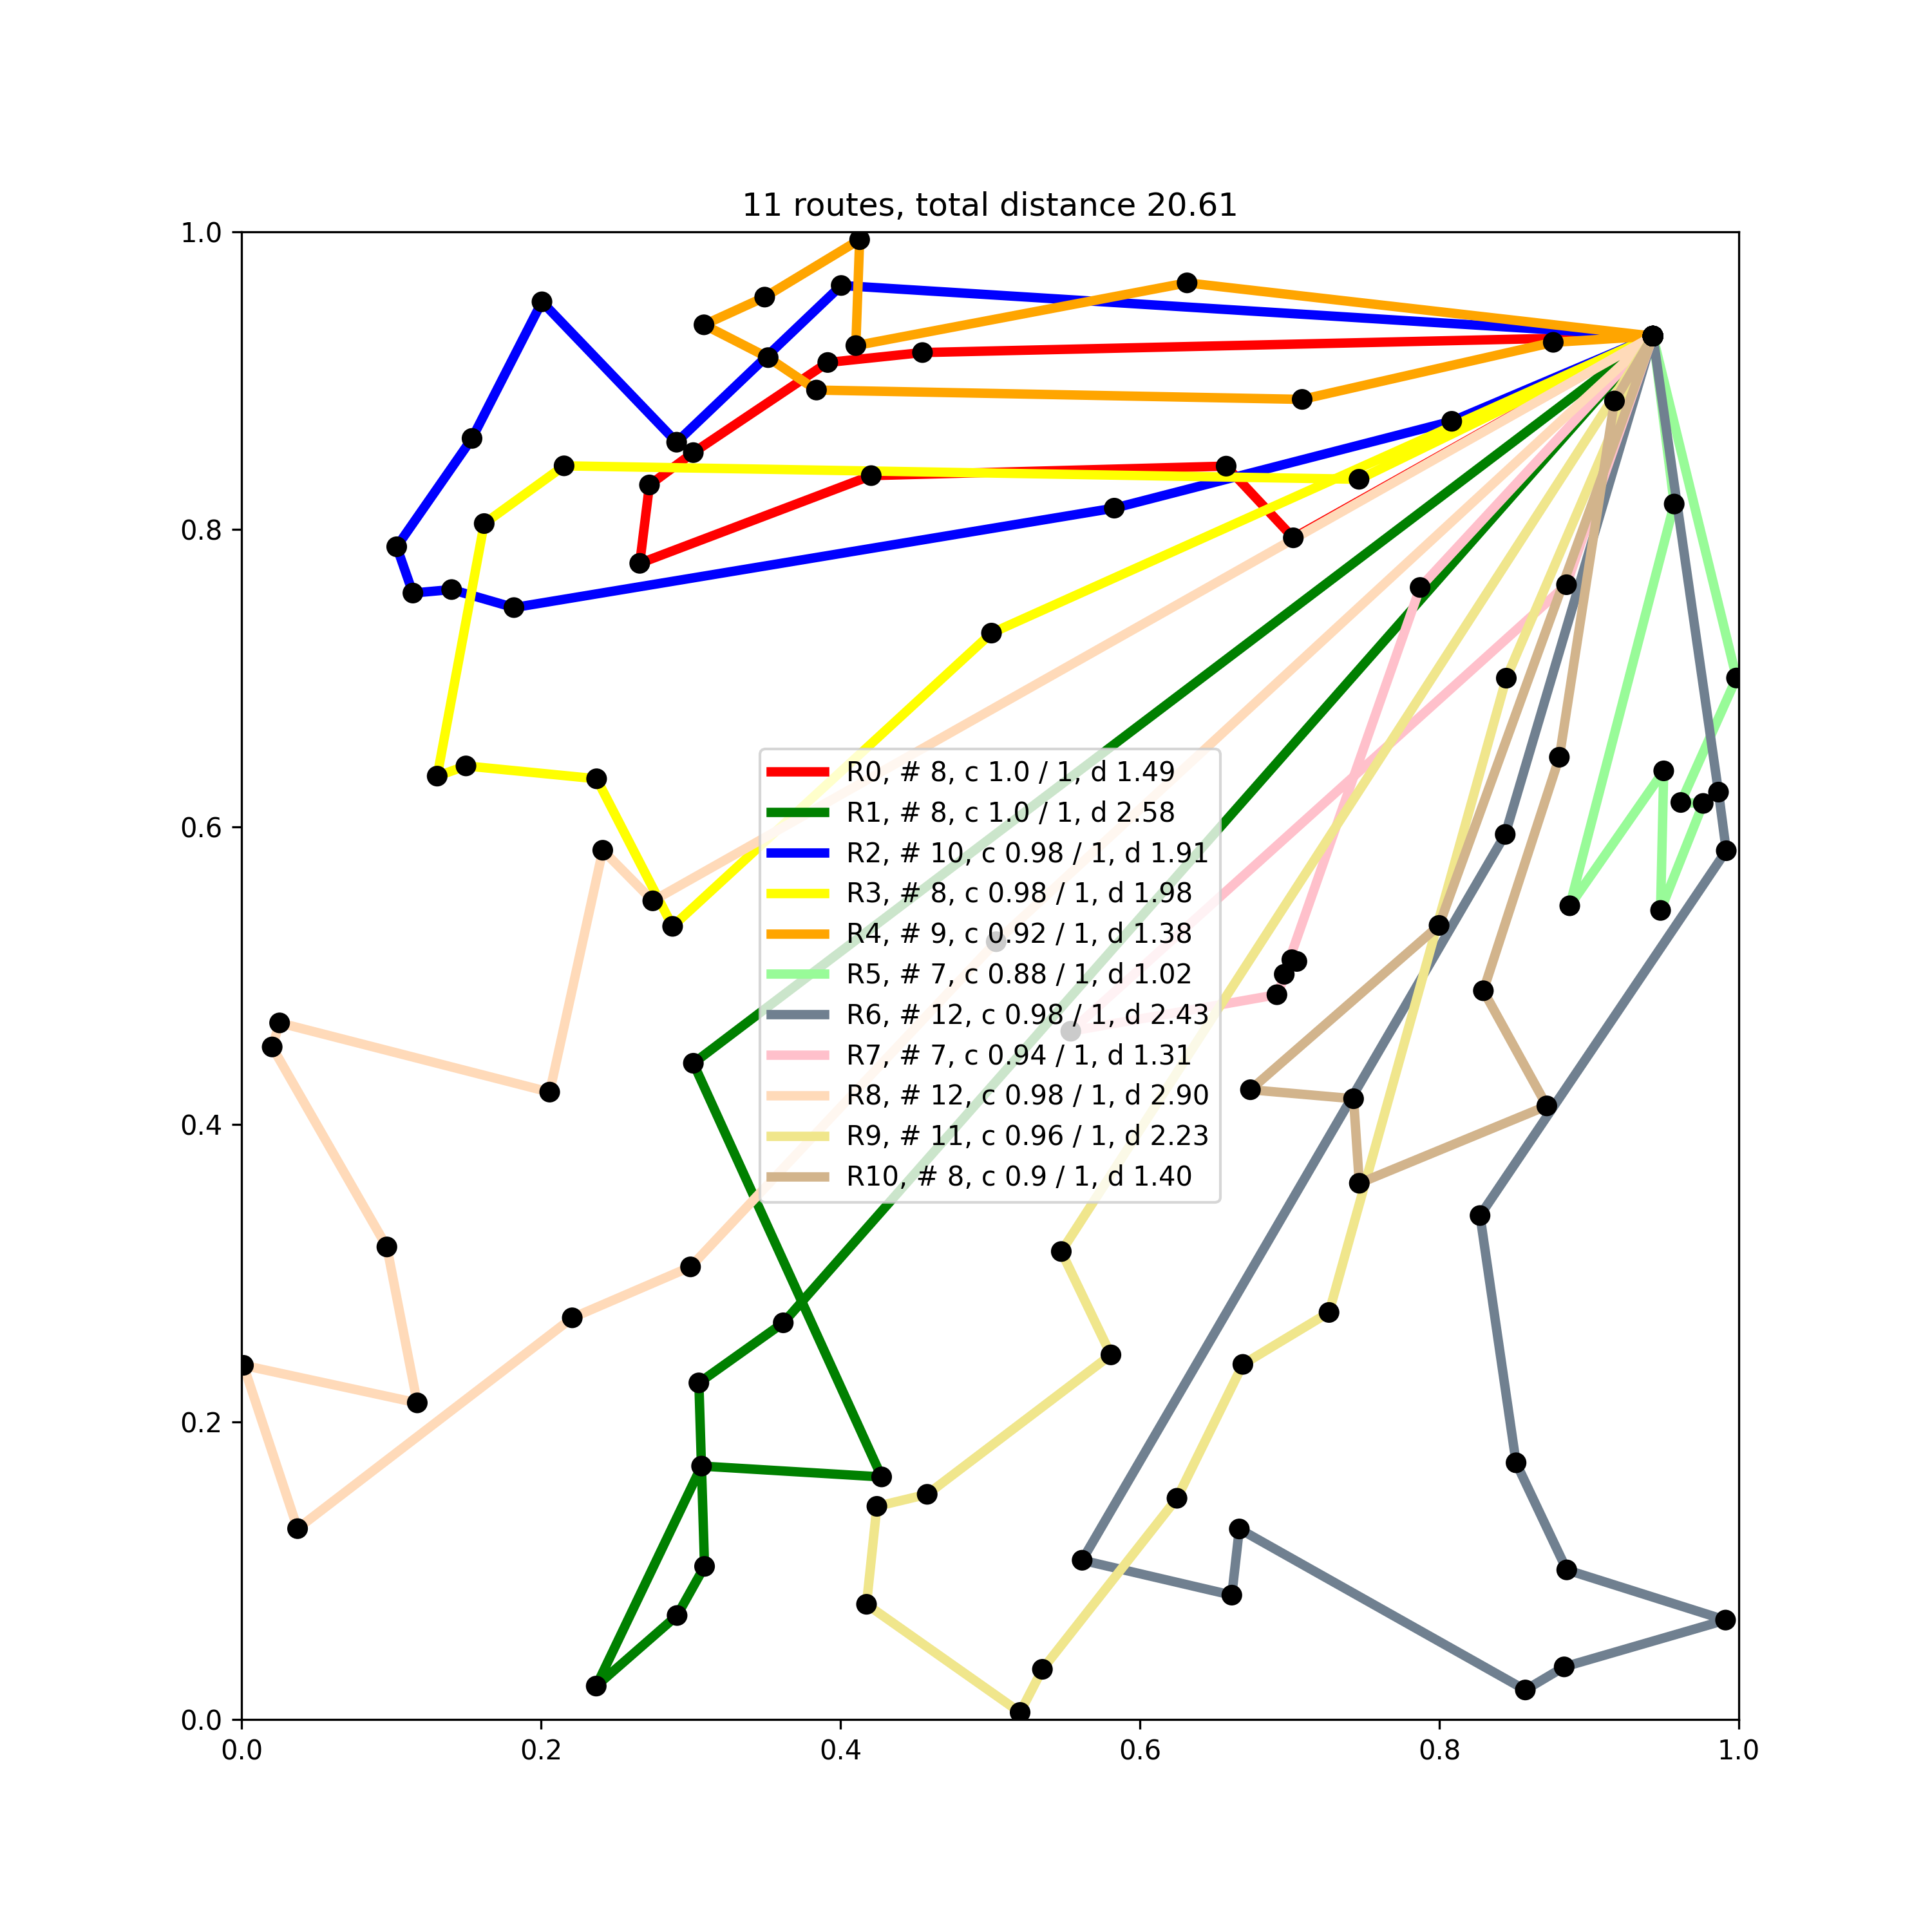 11 routes, total distance 20.61
1.0
0.8
0.6
0.4
0.2
0.0
R0, # 8, c 1.0 / 1, d 1.49
R1, # 8, c 1.0 / 1, d 2.58
R2, # 10, c 0.98 / 1, d 1.91
R3, # 8, c 0.98 / 1, d 1.98
R4, # 9, c 0.92 / 1, d 1.38
R5, # 7, c 0.88 / 1, d 1.02
R6, # 12, c 0.98 / 1, d 2.43
R7, # 7, c 0.94 / 1, d 1.31
R8, # 12, c 0.98 / 1, d 2.90
R9, # 11, c 0.96 / 1, d 2.23
R10, # 8, c 0.9 / 1, d 1.40
0.0 0.2 0.4 0.6 0.8 1.0